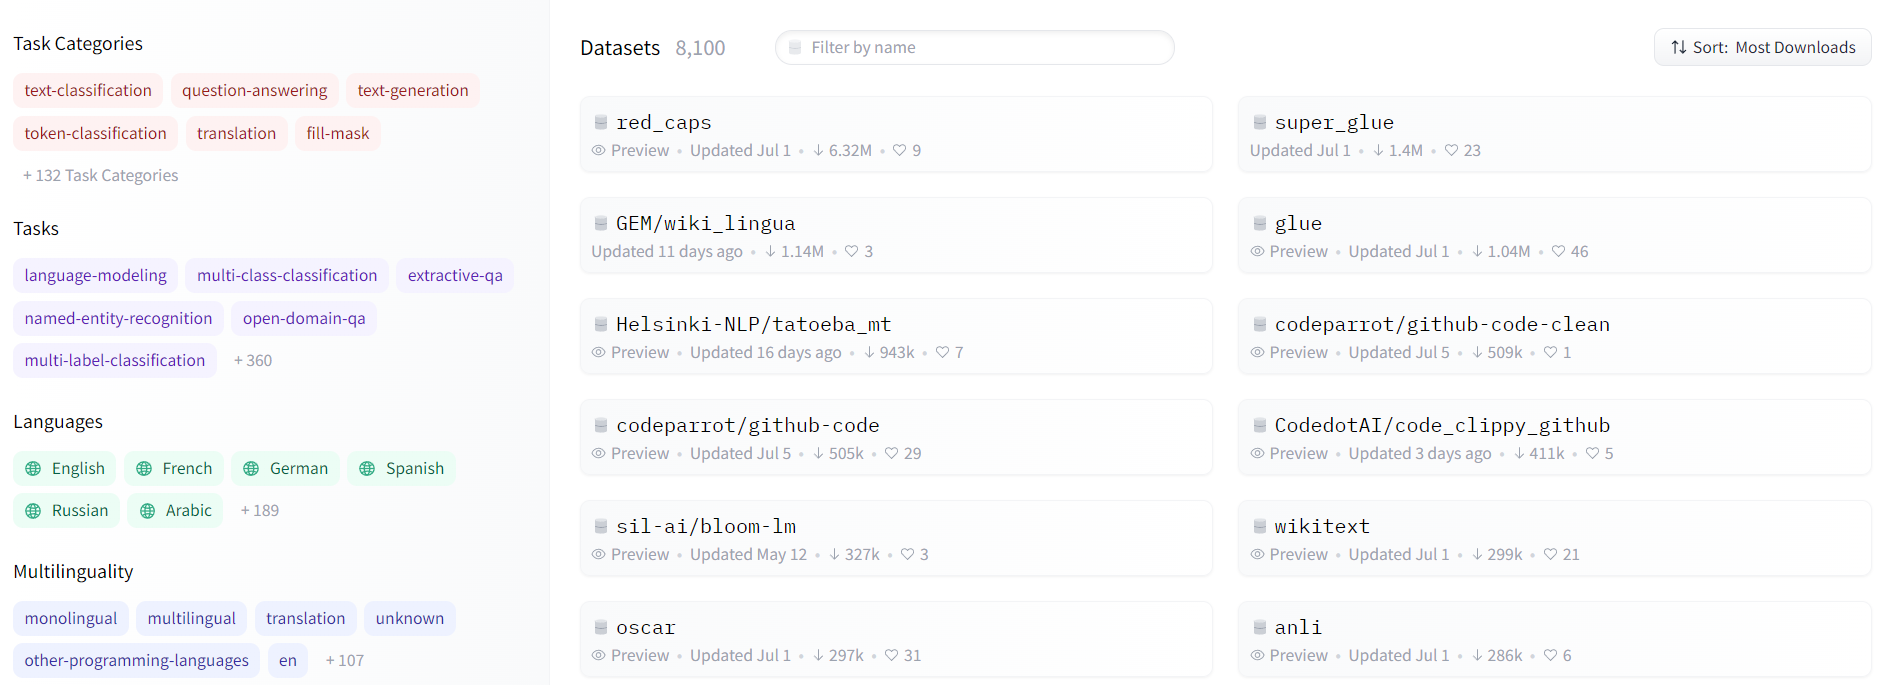 Task Categories
text-classification question-answering text-generation
token-classification translation fill-mask
+ 132 Task Categories
Tasks
language-modeling multi-class-classification extractive-qa
named-entity-recognition open-domain-qa
multi-label-classification + 360
Languages
English French German Spanish
Russian Arabic + 189
Multilinguality
monolingual multilingual translation unknown
other-programming-languages en + 107
Datasets 8,100 Filter by name Sort: Most Downloads
red_caps
Preview • Updated Jul 1 • ↓ 6.32M • ♡ 9
super_glue
Updated Jul 1 • ↓ 1.4M • ♡ 23
GEM/wiki_lingua
Updated 11 days ago • ↓ 1.14M • ♡ 3
glue
Preview • Updated Jul 1 • ↓ 1.04M • ♡ 46
Helsinki-NLP/tatoeba_mt
Preview • Updated 16 days ago • ↓ 943k • ♡ 7
codeparrot/github-code-clean
Preview • Updated Jul 5 • ↓ 509k • ♡ 1
codeparrot/github-code
Preview • Updated Jul 5 • ↓ 505k • ♡ 29
CodedotAI/code_clippy_github
Preview • Updated 3 days ago • ↓ 411k • ♡ 5
sil-ai/bloom-lm
Preview • Updated May 12 • ↓ 327k • ♡ 3
wikitext
Preview • Updated Jul 1 • ↓ 299k • ♡ 21
oscar
Preview • Updated Jul 1 • ↓ 297k • ♡ 31
anli
Preview • Updated Jul 1 • ↓ 286k • ♡ 6